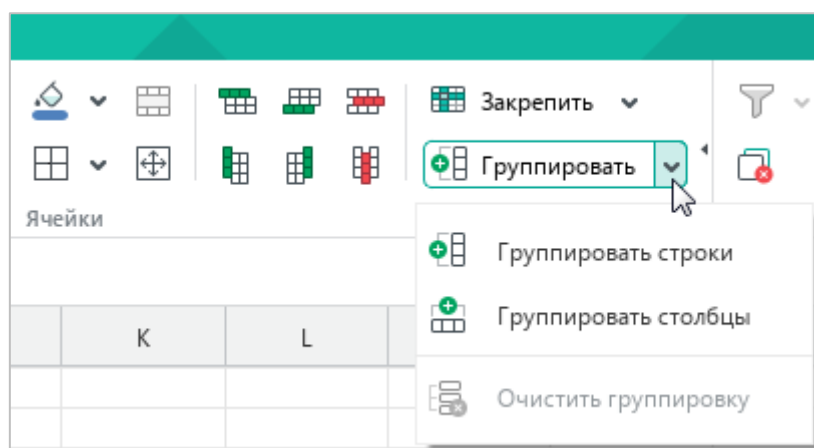 Закрепить
Группировать
Ячейки
Группировать строки
Группировать столбцы
Очистить группировку
K L